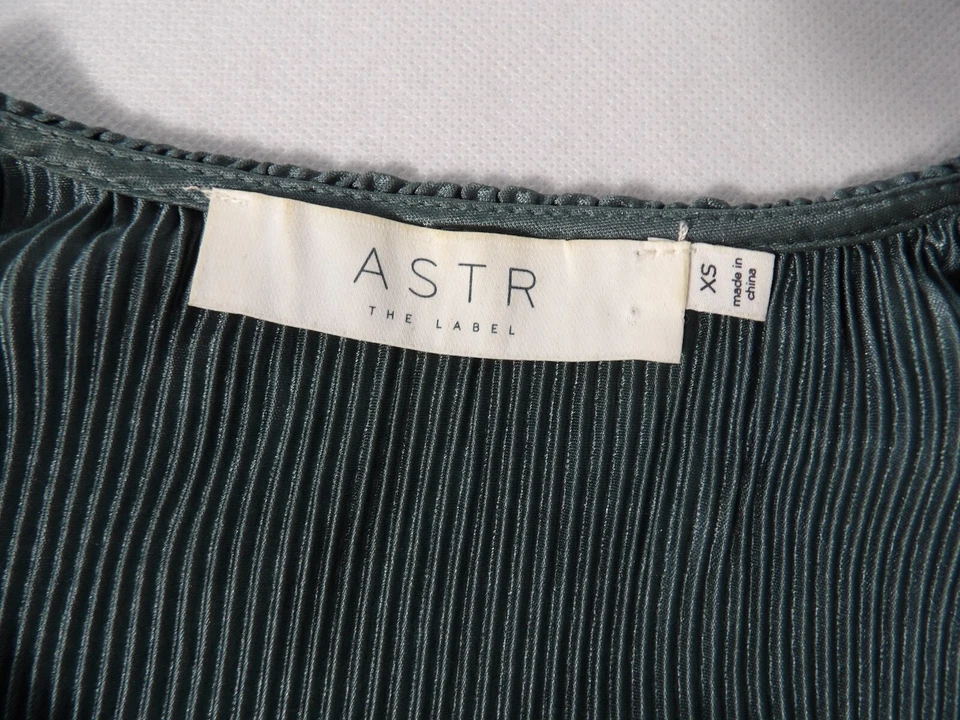 ASTR
THE LABEL
XS
made in
china